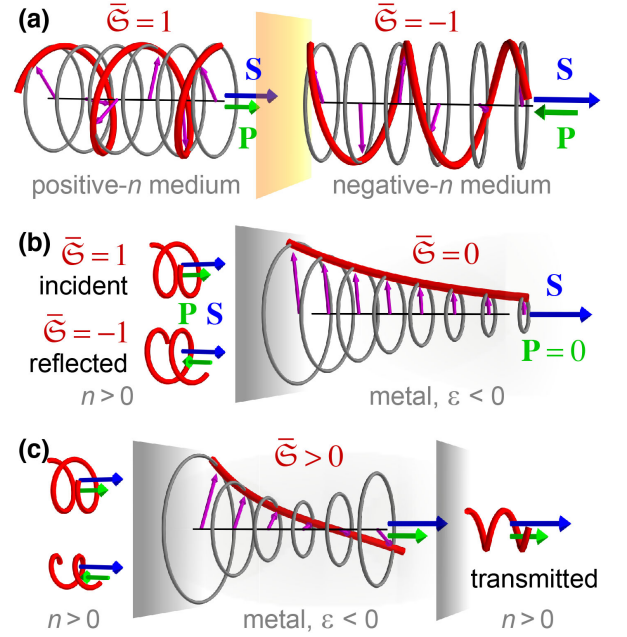 (a)
𝔖̄ = 1
𝔖̄ = −1
S
P
S
P
positive-n medium
negative-n medium
(b)
𝔖̄ = 1
incident
P S
𝔖̄ = −1
reflected
n > 0
𝔖̄ = 0
S
P = 0
metal, ε < 0
(c)
𝔖̄ > 0
transmitted
n > 0
metal, ε < 0
n > 0